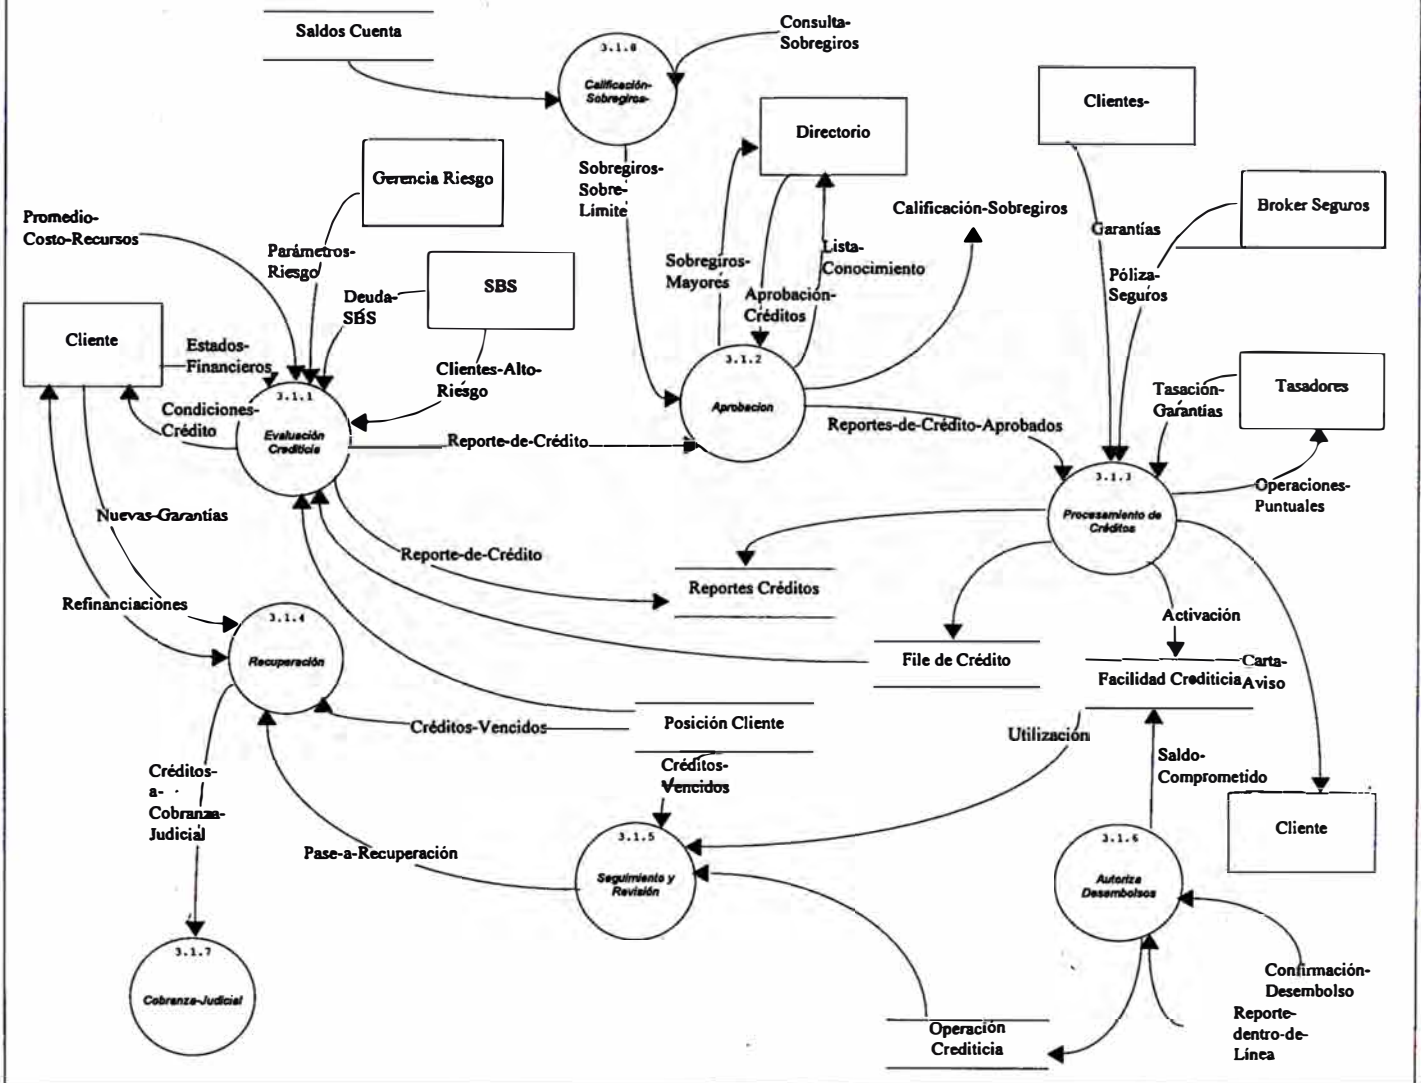 Saldos Cuenta
Consulta-
Sobregiros
3.1.8
Calificación-
Sobregiros-
Clientes-
Directorio
Gerencia Riesgo
Sobregiros-
Sobre-
Límite
Broker Seguros
Calificación-Sobregiros
Promedio-
Costo-Recursos
Garantías
Parámetros-
Riesgo
Lista-
Conocimiento
Sobregiros-
Mayores
Póliza-
Seguros
SBS
Deuda-
SBS
Aprobación-
Créditos
Cliente
Estados-
Financieros
Clientes-Alto-
Riesgo
3.1.2
Aprobacion
Tasación-
Garantías
Tasadores
3.1.1
Evaluación
Crediticia
Condiciones-
Crédito
Reporte-de-Crédito
Reportes-de-Crédito-Aprobados
3.1.3
Procesamiento de
Créditos
Operaciones-
Puntuales
Nuevas-Garantías
Reporte-de-Crédito
Reportes Créditos
Refinanciaciones
3.1.4
Recuperación
Activación
File de Crédito
Facilidad Crediticia
Carta-
Aviso
Créditos-Vencidos
Posición Cliente
Utilización
Créditos-
Vencidos
Saldo-
Comprometido
Créditos-
a-
Cobranza-
Judicial
Cliente
3.1.5
Seguimiento y
Revisión
3.1.6
Autoriza
Desembolsos
Pase-a-Recuperación
3.1.7
Cobranza-Judicial
Confirmación-
Desembolso
Reporte-
dentro-de-
Línea
Operación
Crediticia